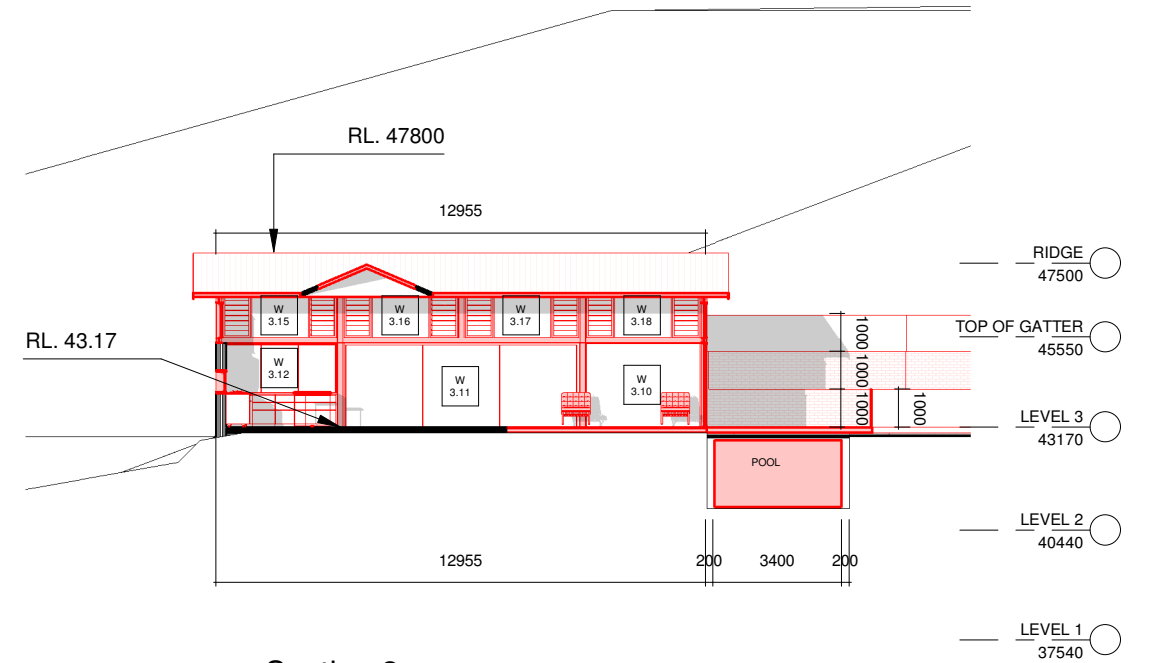 RL. 47800
12955
RIDGE
47500
W
3.15
W
3.16
W
3.17
W
3.18
1000
TOP OF GATTER
45550
RL. 43.17
W
3.12
W
3.11
W
3.10
1000
1000
1000
LEVEL 3
43170
POOL
LEVEL 2
40440
12955
200
3400
200
LEVEL 1
37540